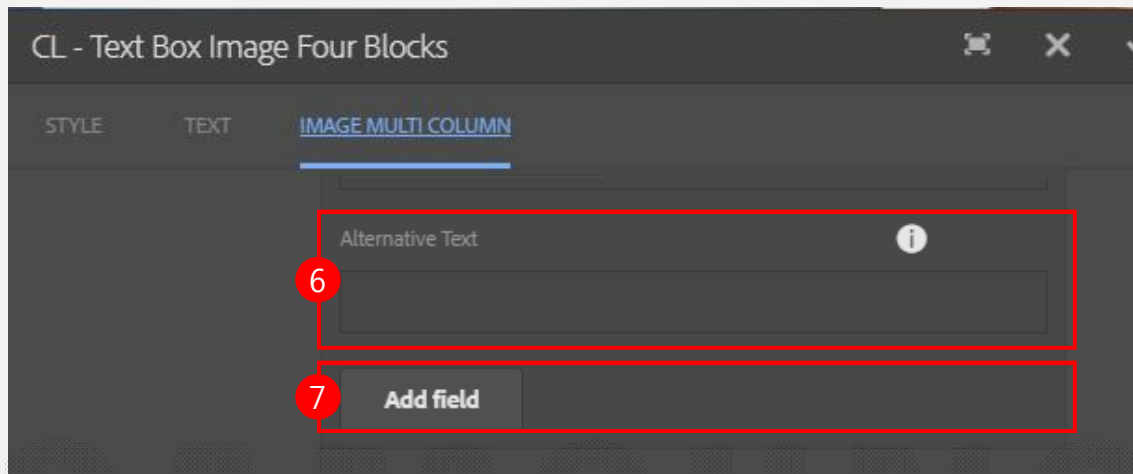 CL - Text Box Image Four Blocks
STYLE TEXT IMAGE MULTI COLUMN
Alternative Text i
6
7 Add field